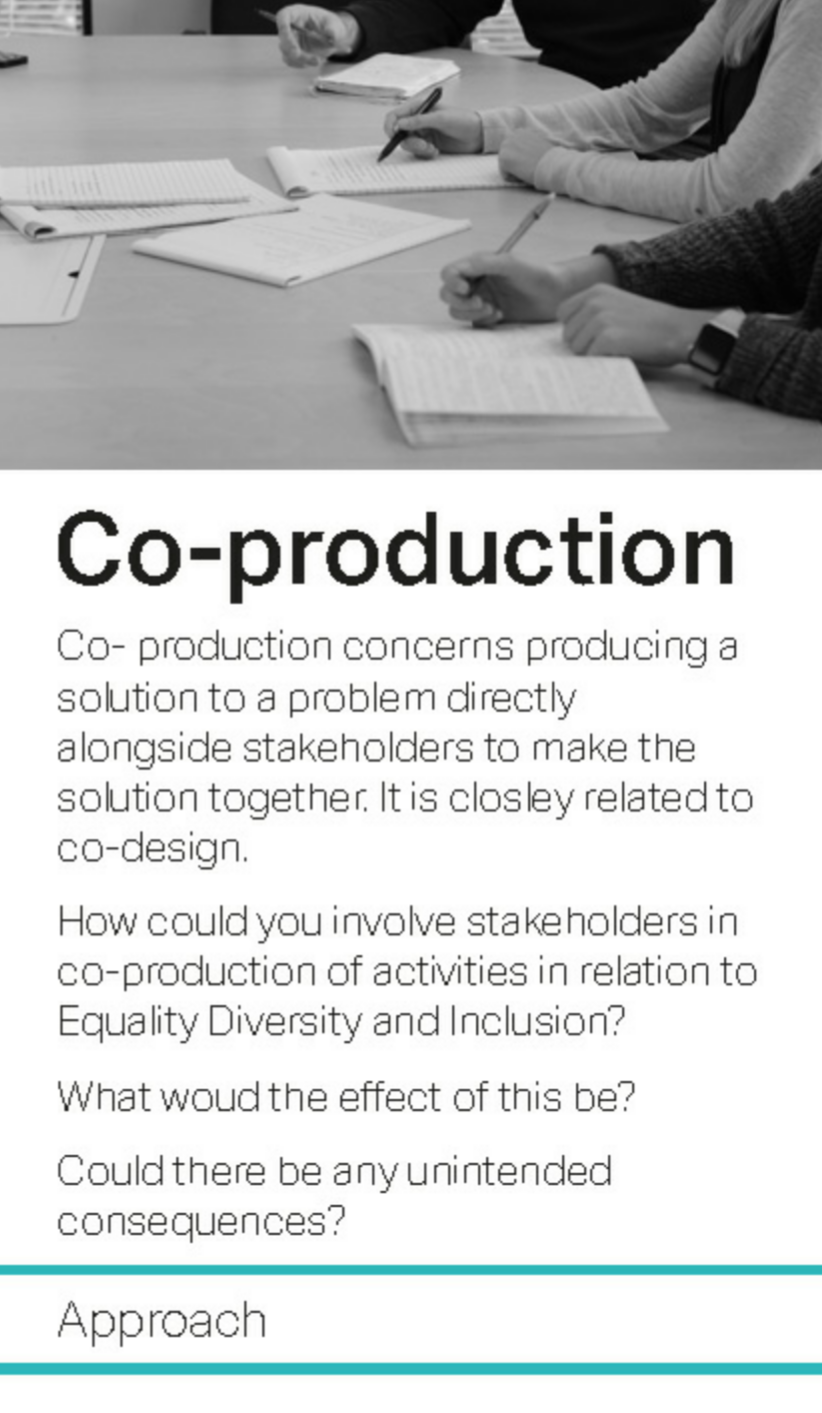 Co-production
Co- production concerns producing a
solution to a problem directly
alongside stakeholders to make the
solution together. It is closley related to
co-design.
How could you involve stakeholders in
co-production of activities in relation to
Equality Diversity and Inclusion?
What woud the effect of this be?
Could there be any unintended
consequences?
Approach